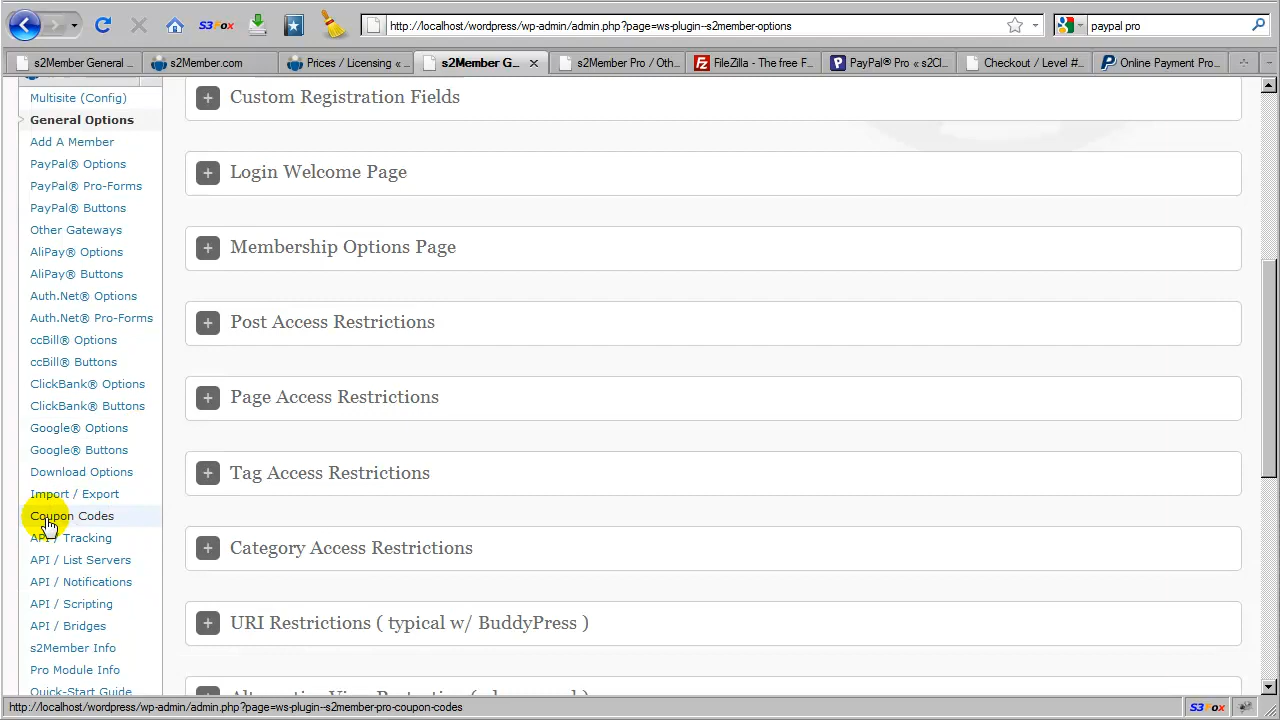 S3Fox
http://localhost/wordpress/wp-admin/admin.php?page=ws-plugin--s2member-options
paypal pro
s2Member General ...
s2Member.com
Prices / Licensing « ...
s2Member G...
s2Member Pro / Oth...
FileZilla - The free F...
PayPal® Pro « s2Cl...
Checkout / Level #...
Online Payment Pro...
Multisite (Config)
General Options
Add A Member
PayPal® Options
PayPal® Pro-Forms
PayPal® Buttons
Other Gateways
AliPay® Options
AliPay® Buttons
Auth.Net® Options
Auth.Net® Pro-Forms
ccBill® Options
ccBill® Buttons
ClickBank® Options
ClickBank® Buttons
Google® Options
Google® Buttons
Download Options
Import / Export
Coupon Codes
API / Tracking
API / List Servers
API / Notifications
API / Scripting
API / Bridges
s2Member Info
Pro Module Info
Quick-Start Guide
Custom Registration Fields
Login Welcome Page
Membership Options Page
Post Access Restrictions
Page Access Restrictions
Tag Access Restrictions
Category Access Restrictions
URI Restrictions ( typical w/ BuddyPress )
http://localhost/wordpress/wp-admin/admin.php?page=ws-plugin--s2member-pro-coupon-codes
S3Fox